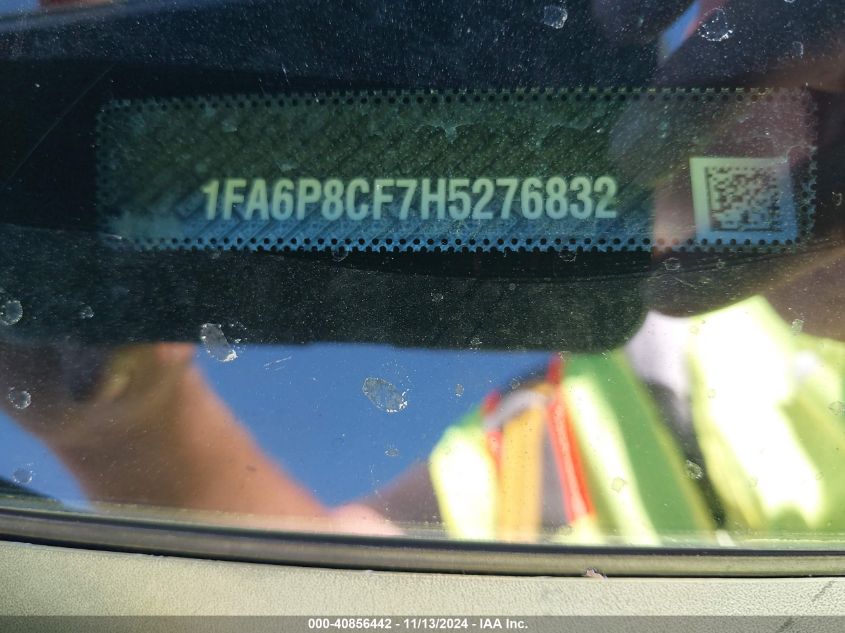 1FA6P8CF7H5276832
000-40856442 - 11/13/2024 - IAA Inc.